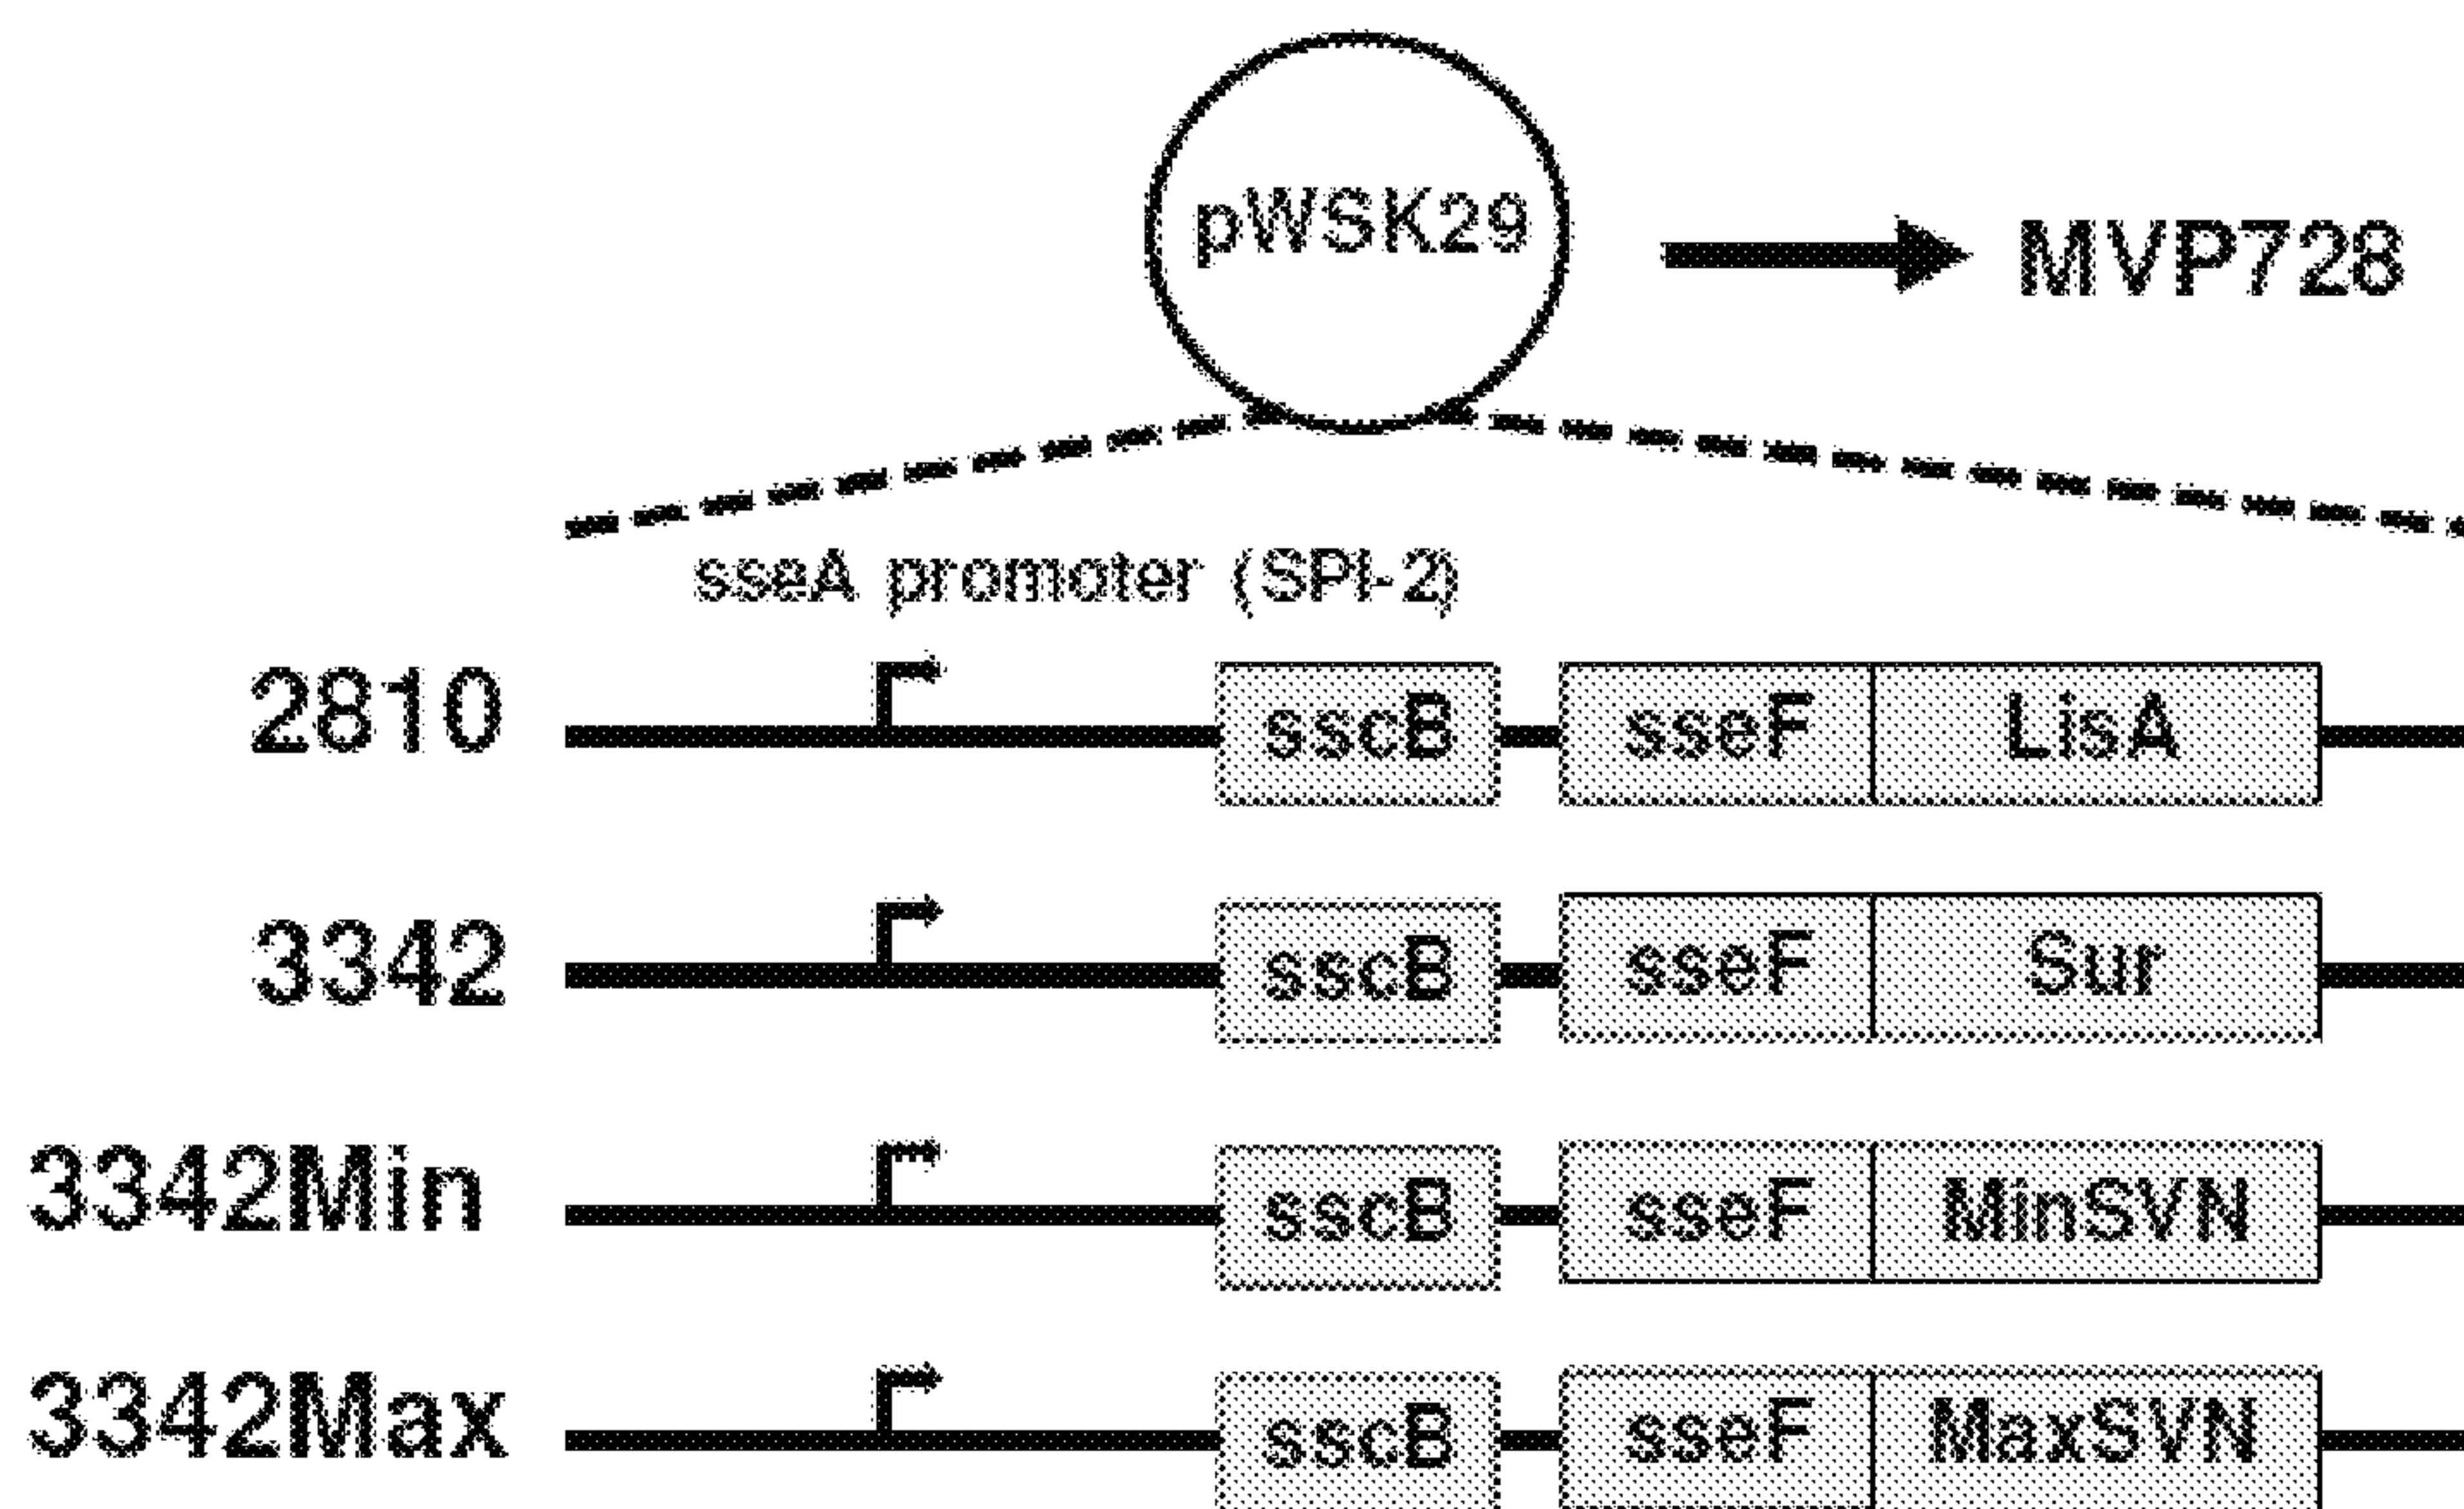 pWSK29
MVP728
sseA promoter (SPI-2)
2810 sscB sseF LisA
3342 sscB sseF Sur
3342Min sscB sseF MinSVN
3342Max sscB sseF MaxSVN